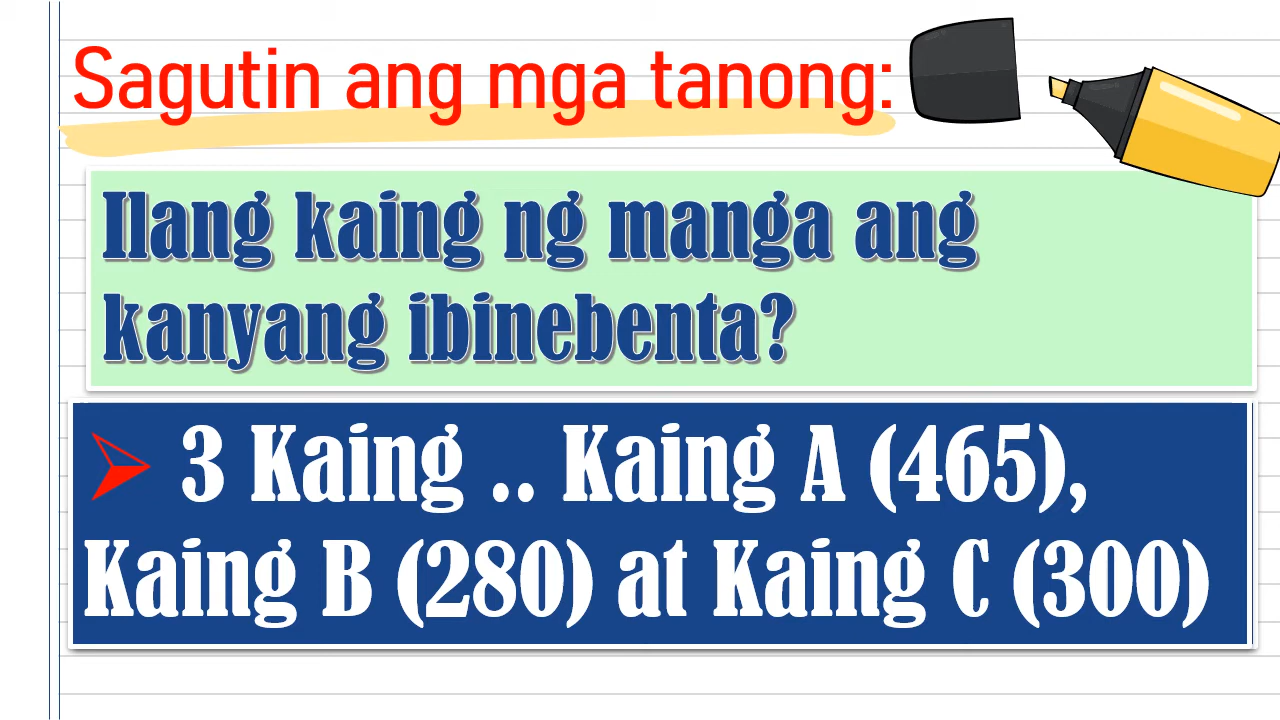 Sagutin ang mga tanong:
Ilang kaing ng manga ang
kanyang ibinebenta?
3 Kaing .. Kaing A (465),
Kaing B (280) at Kaing C (300)